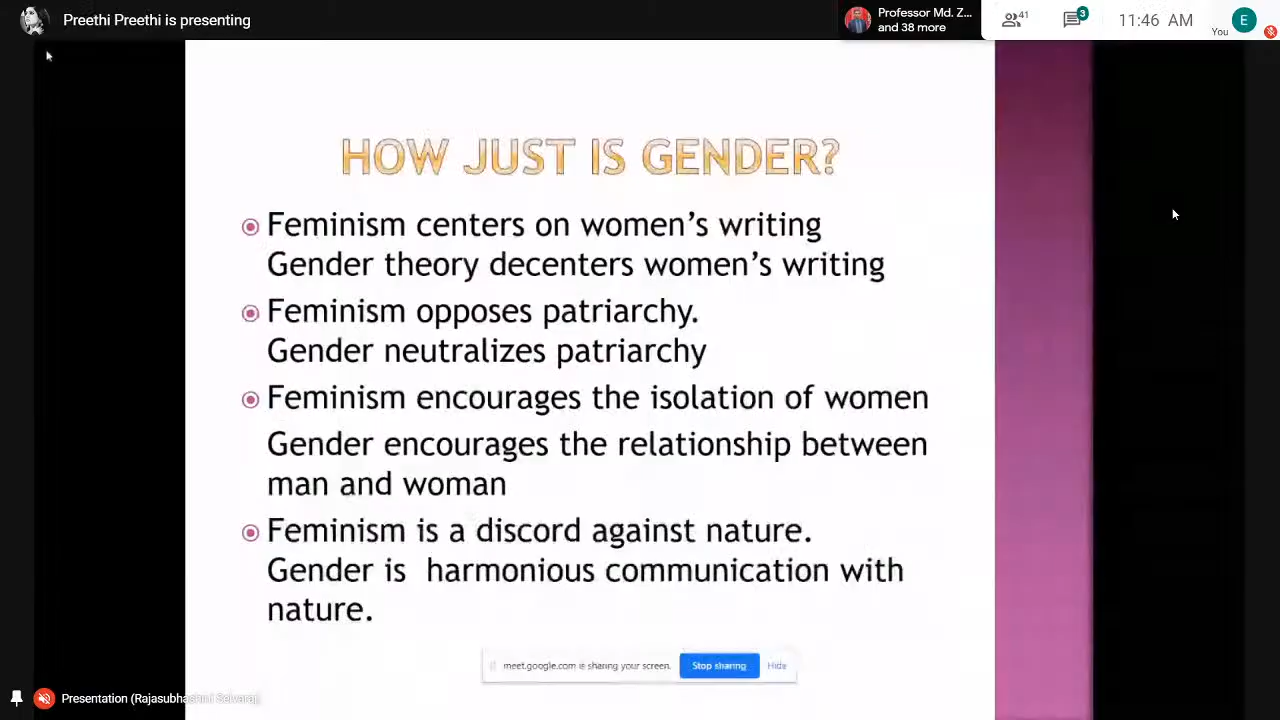 Preethi Preethi is presenting
Professor Md. Z...
and 38 more
41
3
11:46 AM
You
E
HOW JUST IS GENDER?
Feminism centers on women's writing
Gender theory decenters women's writing
Feminism opposes patriarchy.
Gender neutralizes patriarchy
Feminism encourages the isolation of women
Gender encourages the relationship between
man and woman
Feminism is a discord against nature.
Gender is harmonious communication with
nature.
meet.google.com is sharing your screen.
Stop sharing
Hide
Presentation (Rajasubhashini Selvaraj)